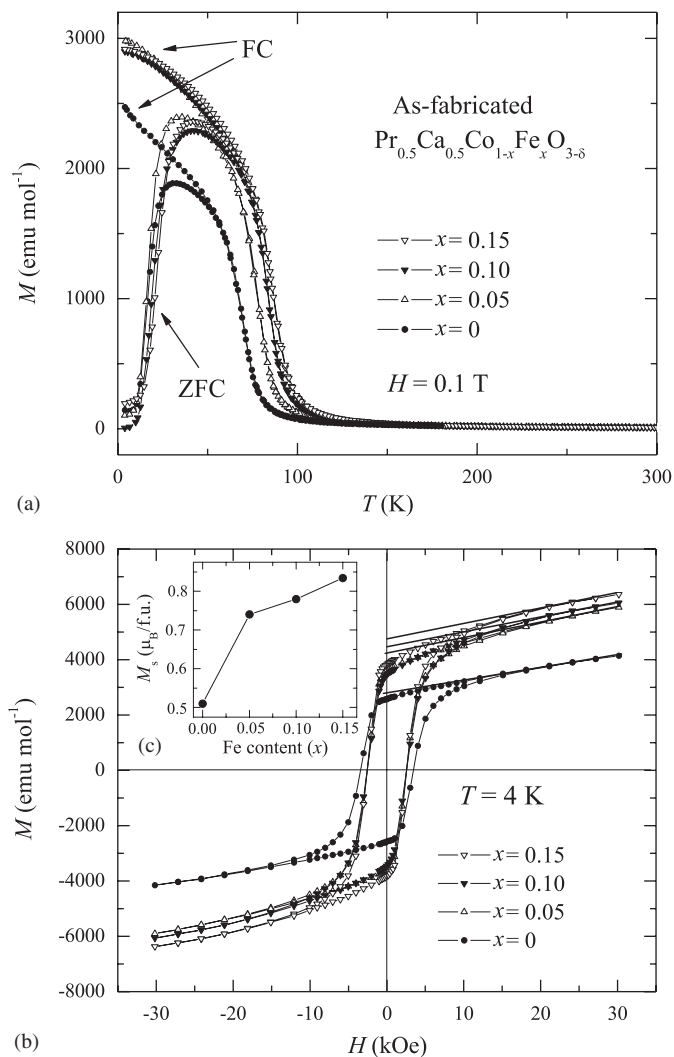 3000
FC
As-fabricated
Pr0.5Ca0.5Co1-xFexO3-δ
2000
M (emu mol-1)
x = 0.15
x = 0.10
x = 0.05
x = 0
1000
ZFC
H = 0.1 T
0
0 100 200 300
(a)
T (K)
8000
6000
4000
2000
0
-2000
-4000
-6000
-8000
M (emu mol-1)
0.8
0.7
0.6
0.5
Ms (μB/f.u.)
0.00 0.05 0.10 0.15
(c)
Fe content (x)
T = 4 K
x = 0.15
x = 0.10
x = 0.05
x = 0
-30 -20 -10 0 10 20 30
(b)
H (kOe)